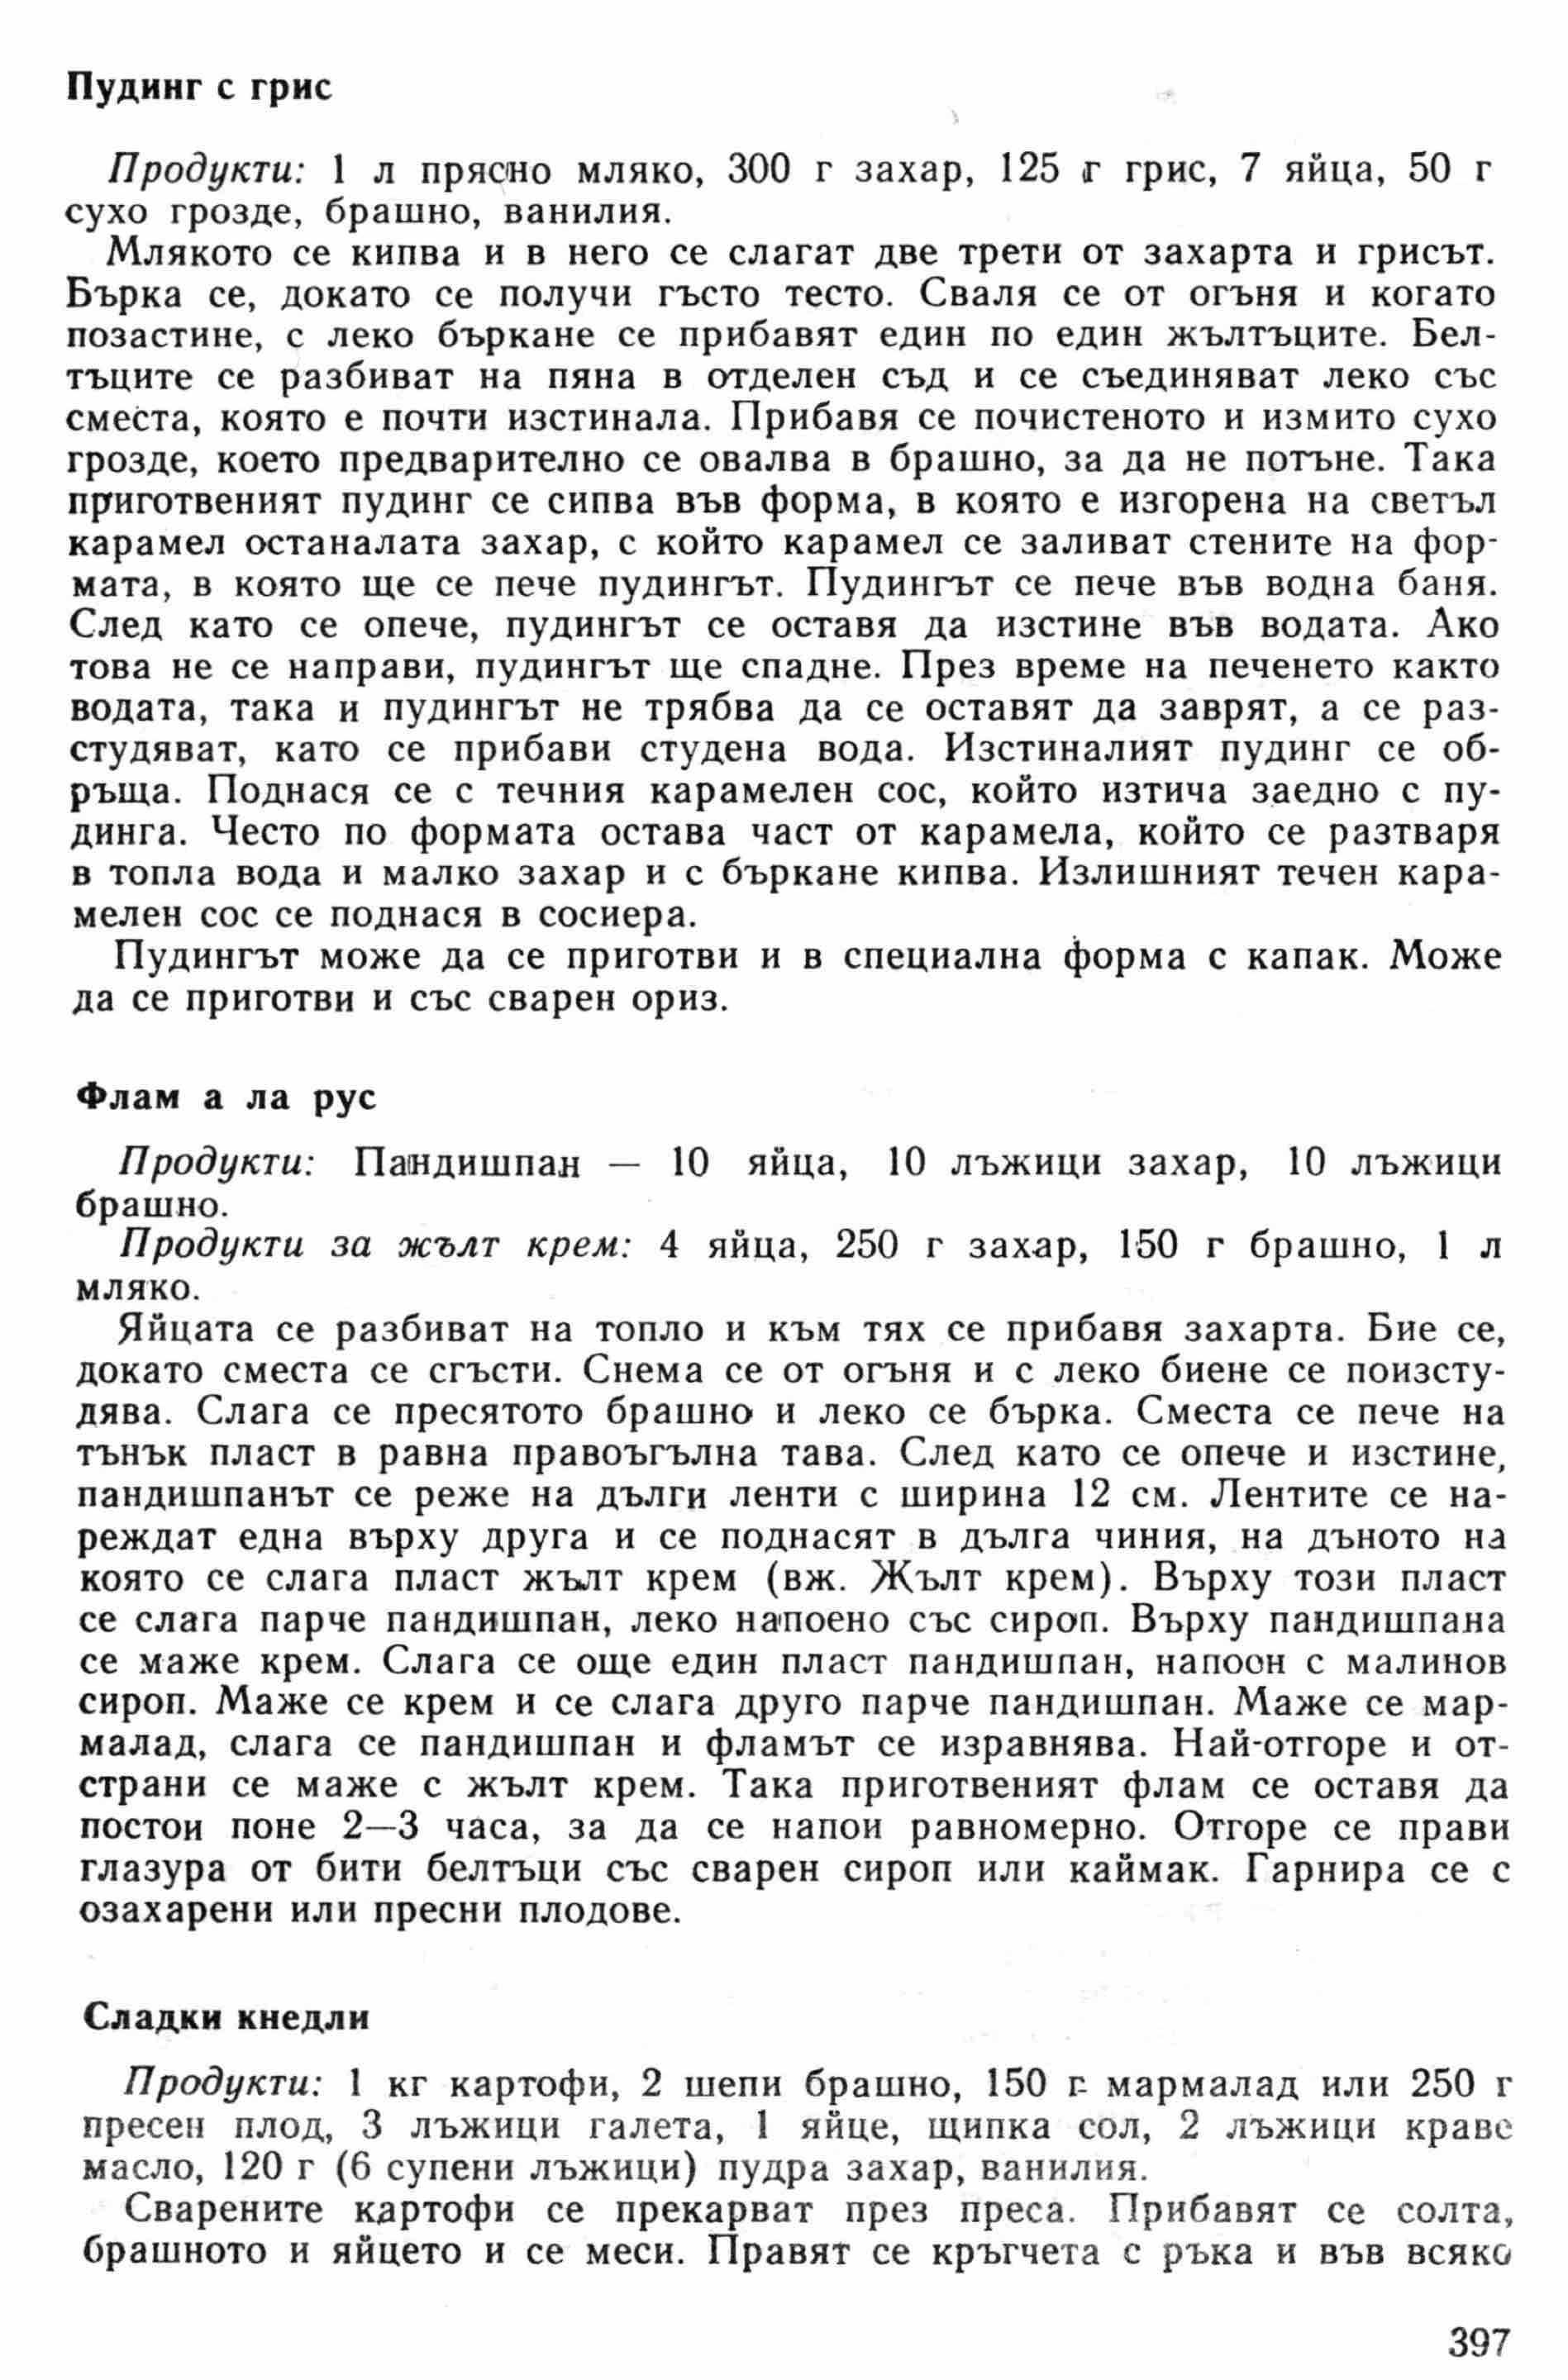 Пудинг с грис
Продукти: 1 л прясно мляко, 300 г захар, 125 г грис, 7 яйца, 50 г
сухо грозде, брашно, ванилия.
Млякото се кипва и в него се слагат две трети от захарта и грисът.
Бърка се, докато се получи гъсто тесто. Сваля се от огъня и когато
позастине, с леко бъркане се прибавят един по един жълтъците. Бел-
тъците се разбиват на пяна в отделен съд и се съединяват леко със
сместа, която е почти изстинала. Прибавя се почистеното и измито сухо
грозде, което предварително се овалва в брашно, за да не потъне. Така
приготвеният пудинг се сипва във форма, в която е изгорена на светъл
карамел останалата захар, с който карамел се заливат стените на фор-
мата, в която ще се пече пудингът. Пудингът се пече във водна баня.
След като се опече, пудингът се оставя да изстине във водата. Ако
това не се направи, пудингът ще спадне. През време на печенето както
водата, така и пудингът не трябва да се оставят да заврят, а се раз-
студяват, като се прибави студена вода. Изстиналият пудинг се об-
ръща. Поднася се с течния карамелен сос, който изтича заедно с пу-
динга. Често по формата остава част от карамела, който се разтваря
в топла вода и малко захар и с бъркане кипва. Излишният течен кара-
мелен сос се поднася в сосиера.
Пудингът може да се приготви и в специална форма с капак. Може
да се приготви и със сварен ориз.
Флам а ла рус
Продукти: Пандишпан — 10 яйца, 10 лъжици захар, 10 лъжици
брашно.
Продукти за жълт крем: 4 яйца, 250 г захар, 150 г брашно, 1 л
мляко.
Яйцата се разбиват на топло и към тях се прибавя захарта. Бие се,
докато сместа се сгъсти. Снема се от огъня и с леко биене се поизсту-
дява. Слага се пресятото брашно и леко се бърка. Сместа се пече на
тънък пласт в равна правоъгълна тава. След като се опече и изстине,
пандишпанът се реже на дълги ленти с ширина 12 см. Лентите се на-
реждат една върху друга и се поднасят в дълга чиния, на дъното на
която се слага пласт жълт крем (вж. Жълт крем). Върху този пласт
се слага парче пандишпан, леко напоено със сироп. Върху пандишпана
се маже крем. Слага се още един пласт пандишпан, напоен с малинов
сироп. Маже се крем и се слага друго парче пандишпан. Маже се мар-
малад, слага се пандишпан и фламът се изравнява. Най-отгоре и от-
страни се маже с жълт крем. Така приготвеният флам се оставя да
постои поне 2—3 часа, за да се напои равномерно. Отгоре се прави
глазура от бити белтъци със сварен сироп или каймак. Гарнира се с
озахарени или пресни плодове.
Сладки кнедли
Продукти: 1 кг картофи, 2 шепи брашно, 150 г мармалад или 250 г
пресен плод, 3 лъжици галета, 1 яйце, щипка сол, 2 лъжици краве
масло, 120 г (6 супени лъжици) пудра захар, ванилия.
Сварените картофи се прекарват през преса. Прибавят се солта,
брашното и яйцето и се меси. Правят се кръгчета с ръка и във всяко
397